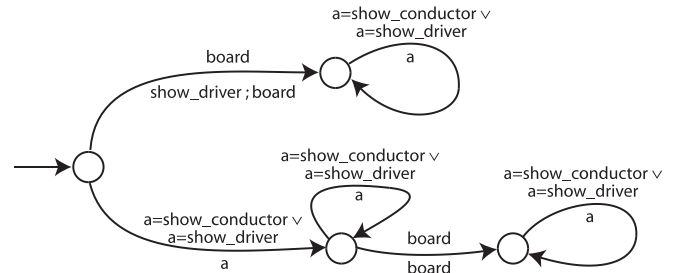 a=show_conductor ∨
a=show_driver
a
board
show_driver ; board
a=show_conductor ∨
a=show_driver
a
a=show_conductor ∨
a=show_driver
a
a=show_conductor ∨
a=show_driver
a
board
board